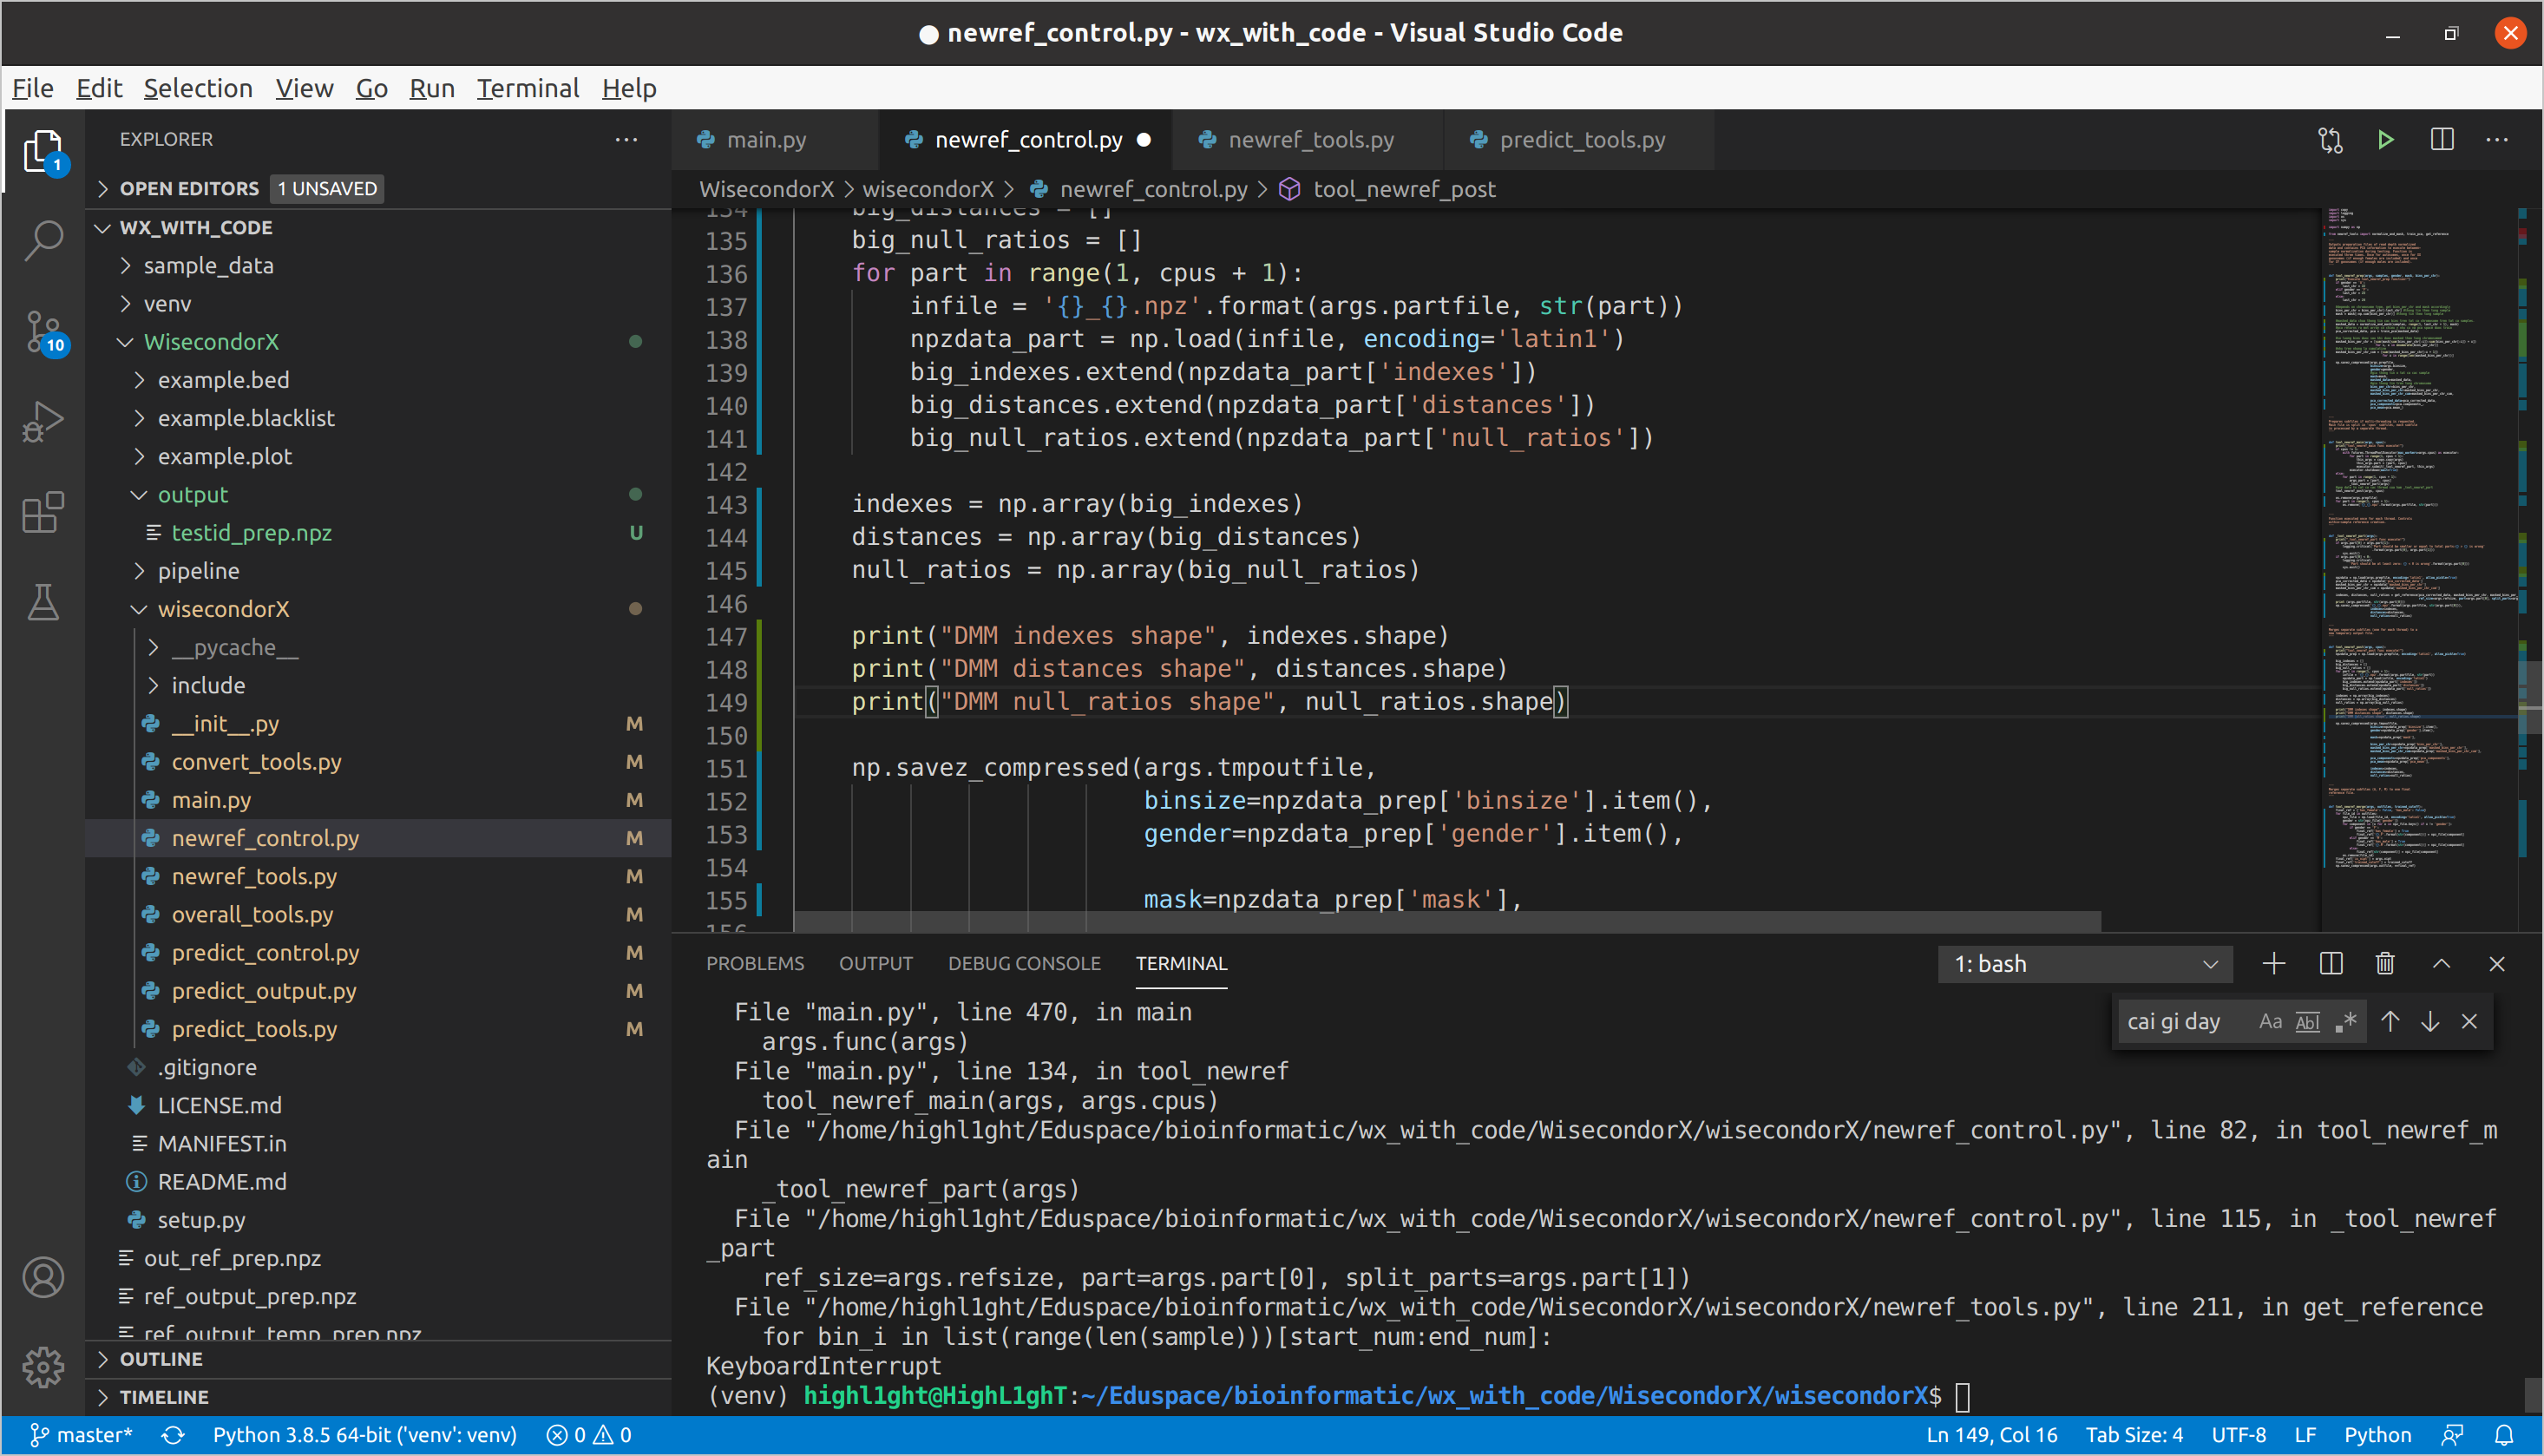 newref_control.py - wx_with_code - Visual Studio Code
File Edit Selection View Go Run Terminal Help
EXPLORER
1
OPEN EDITORS 1 UNSAVED
WX_WITH_CODE
sample_data
venv
WisecondorX
10
example.bed
example.blacklist
example.plot
output
testid_prep.npz U
pipeline
wisecondorX
__pycache__
include
__init__.py M
convert_tools.py M
main.py M
newref_control.py M
newref_tools.py M
overall_tools.py M
predict_control.py M
predict_output.py M
predict_tools.py M
.gitignore
LICENSE.md
MANIFEST.in
README.md
setup.py
out_ref_prep.npz
ref_output_prep.npz
ref_output_temp_prep.npz
OUTLINE
TIMELINE
main.py newref_control.py newref_tools.py predict_tools.py
WisecondorX > wisecondorX > newref_control.py > tool_newref_post
134 big_distances = []
135 big_null_ratios = []
136 for part in range(1, cpus + 1):
137 infile = '{}_{}.npz'.format(args.partfile, str(part))
138 npzdata_part = np.load(infile, encoding='latin1')
139 big_indexes.extend(npzdata_part['indexes'])
140 big_distances.extend(npzdata_part['distances'])
141 big_null_ratios.extend(npzdata_part['null_ratios'])
142
143 indexes = np.array(big_indexes)
144 distances = np.array(big_distances)
145 null_ratios = np.array(big_null_ratios)
146
147 print("DMM indexes shape", indexes.shape)
148 print("DMM distances shape", distances.shape)
149 print("DMM null_ratios shape", null_ratios.shape)
150
151 np.savez_compressed(args.tmpoutfile,
152 binsize=npzdata_prep['binsize'].item(),
153 gender=npzdata_prep['gender'].item(),
154
155 mask=npzdata_prep['mask'],
156
PROBLEMS OUTPUT DEBUG CONSOLE TERMINAL 1: bash
cai gi day Aa Abl .*
File "main.py", line 470, in main
args.func(args)
File "main.py", line 134, in tool_newref
tool_newref_main(args, args.cpus)
File "/home/highl1ght/Eduspace/bioinformatic/wx_with_code/WisecondorX/wisecondorX/newref_control.py", line 82, in tool_newref_m
ain
_tool_newref_part(args)
File "/home/highl1ght/Eduspace/bioinformatic/wx_with_code/WisecondorX/wisecondorX/newref_control.py", line 115, in _tool_newref
_part
ref_size=args.refsize, part=args.part[0], split_parts=args.part[1])
File "/home/highl1ght/Eduspace/bioinformatic/wx_with_code/WisecondorX/wisecondorX/newref_tools.py", line 211, in get_reference
for bin_i in list(range(len(sample)))[start_num:end_num]:
KeyboardInterrupt
(venv) highl1ght@HighL1ghT:~/Eduspace/bioinformatic/wx_with_code/WisecondorX/wisecondorX$
master* Python 3.8.5 64-bit ('venv': venv) 0 0 Ln 149, Col 16 Tab Size: 4 UTF-8 LF Python